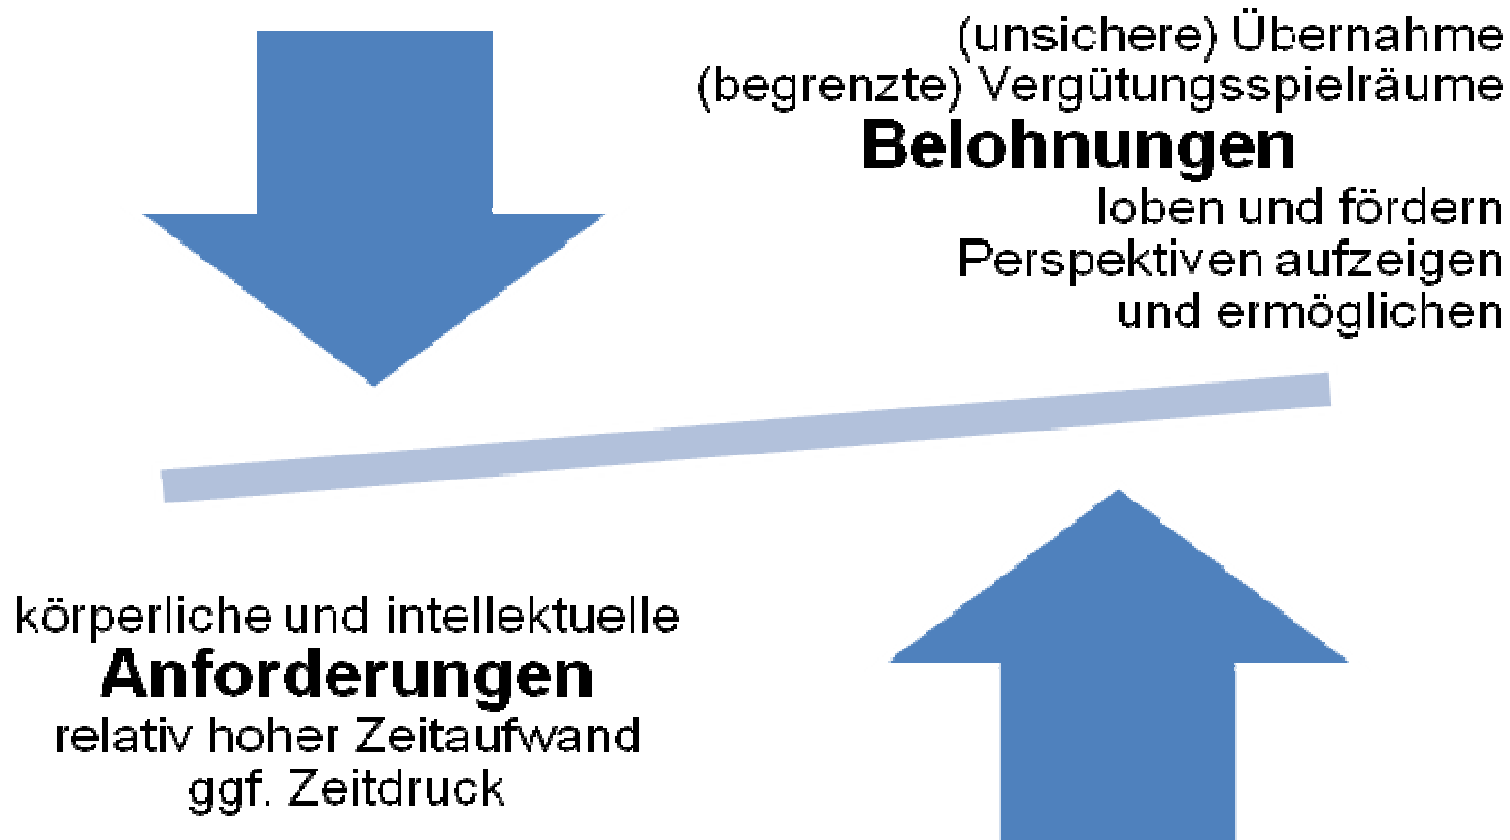 (unsichere) Übernahme
(begrenzte) Vergütungsspielräume
Belohnungen
loben und fördern
Perspektiven aufzeigen
und ermöglichen
körperliche und intellektuelle
Anforderungen
relativ hoher Zeitaufwand
ggf. Zeitdruck